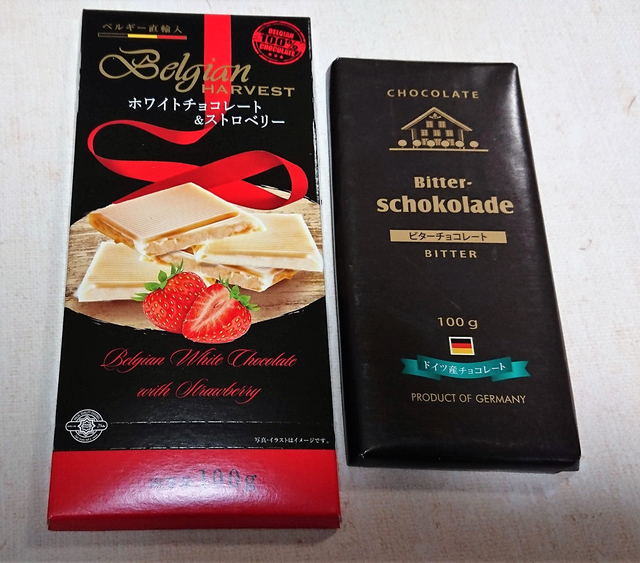 ベルギー直輸入
BELGIAN
100%
CHOCOLATE
Belgian
HARVEST
ホワイトチョコレート
&ストロベリー
Belgian White Chocolate
with Strawberry
写真・イラストはイメージです。
100g
CHOCOLATE
Bitter-
schokolade
ビターチョコレート
BITTER
100g
ドイツ産チョコレート
PRODUCT OF GERMANY